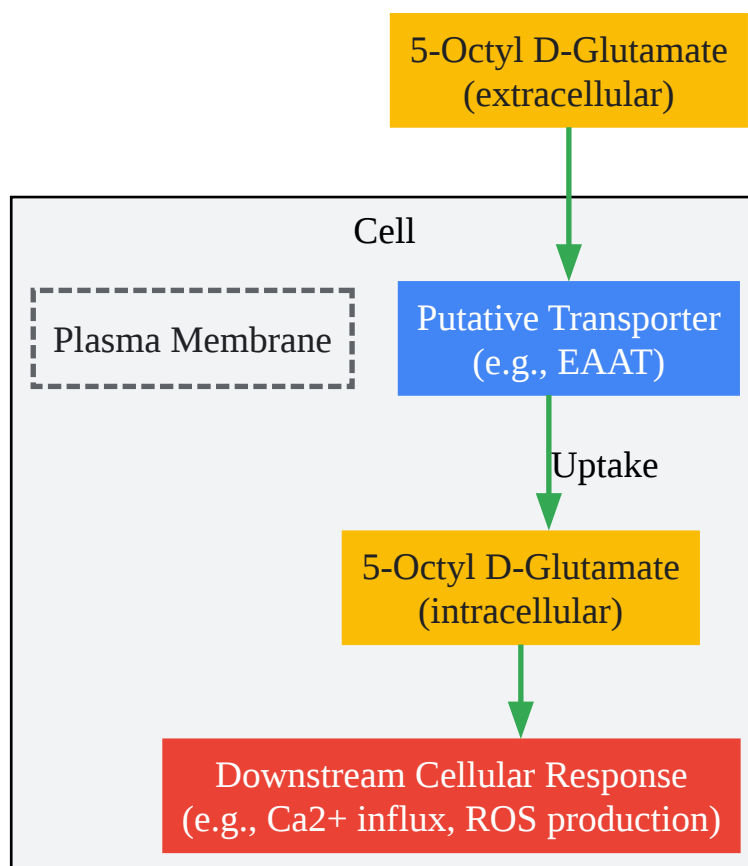 5-Octyl D-Glutamate
(extracellular)
Cell
Plasma Membrane
Putative Transporter
(e.g., EAAT)
Uptake
5-Octyl D-Glutamate
(intracellular)
Downstream Cellular Response
(e.g., Ca2+ influx, ROS production)